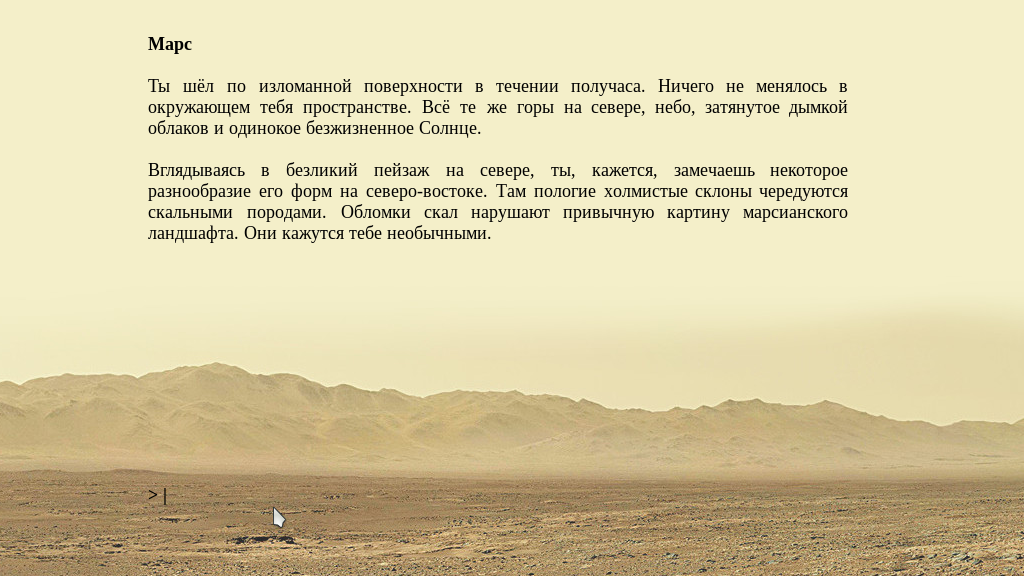 Марс
Ты шёл по изломанной поверхности в течении получаса. Ничего не менялось в
окружающем тебя пространстве. Всё те же горы на севере, небо, затянутое дымкой
облаков и одинокое безжизненное Солнце.
Вглядываясь в безликий пейзаж на севере, ты, кажется, замечаешь некоторое
разнообразие его форм на северо-востоке. Там пологие холмистые склоны чередуются
скальными породами. Обломки скал нарушают привычную картину марсианского
ландшафта. Они кажутся тебе необычными.
>